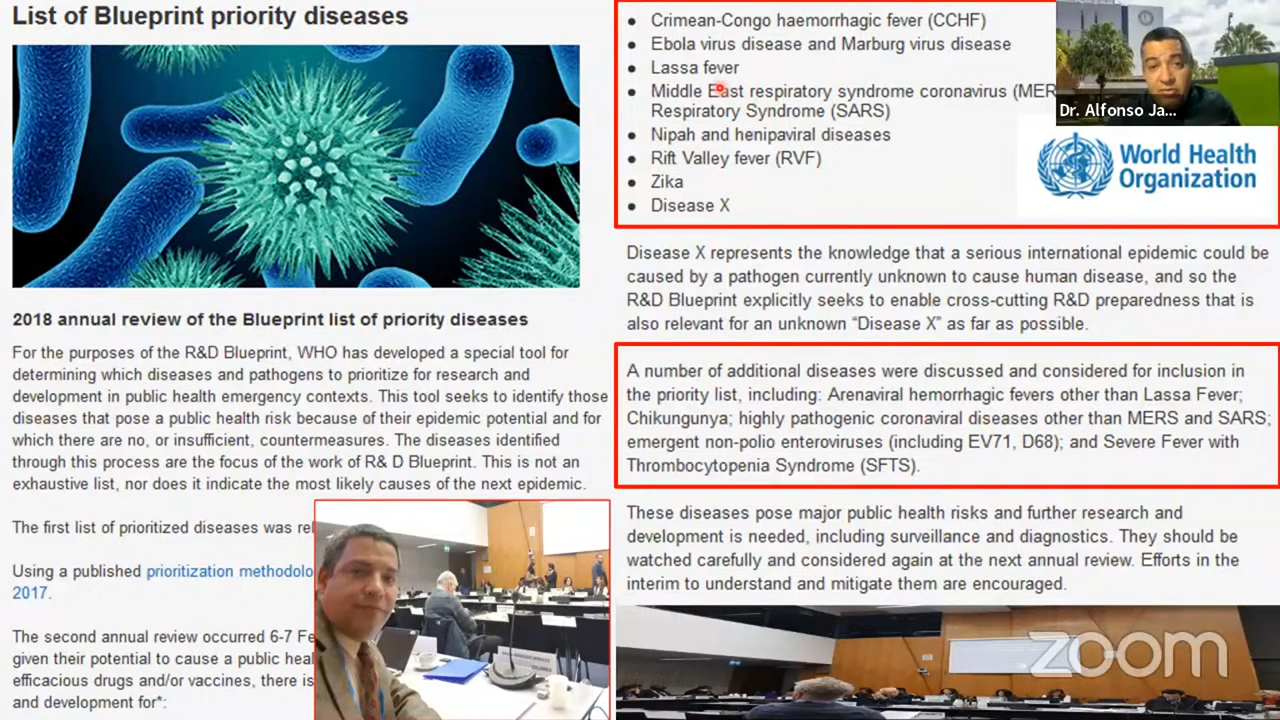 List of Blueprint priority diseases
2018 annual review of the Blueprint list of priority diseases
For the purposes of the R&D Blueprint, WHO has developed a special tool for
determining which diseases and pathogens to prioritize for research and
development in public health emergency contexts. This tool seeks to identify those
diseases that pose a public health risk because of their epidemic potential and for
which there are no, or insufficient, countermeasures. The diseases identified
through this process are the focus of the work of R& D Blueprint. This is not an
exhaustive list, nor does it indicate the most likely causes of the next epidemic.
The first list of prioritized diseases was
Using a published prioritization
2017.
The second annual review occurred 6-7
given their potential to cause a public
efficacious drugs and/or vaccines, there is
and development for*:
• Crimean-Congo haemorrhagic fever (CCHF)
• Ebola virus disease and Marburg virus disease
• Lassa fever
• Middle East respiratory syndrome coronavirus (MER
Respiratory Syndrome (SARS)
• Nipah and henipaviral diseases
• Rift Valley fever (RVF)
• Zika
• Disease X
Dr. Alfonso Ja...
World Health
Organization
Disease X represents the knowledge that a serious international epidemic could be
caused by a pathogen currently unknown to cause human disease, and so the
R&D Blueprint explicitly seeks to enable cross-cutting R&D preparedness that is
also relevant for an unknown “Disease X” as far as possible.
A number of additional diseases were discussed and considered for inclusion in
the priority list, including: Arenaviral hemorrhagic fevers other than Lassa Fever;
Chikungunya; highly pathogenic coronaviral diseases other than MERS and SARS;
emergent non-polio enteroviruses (including EV71, D68); and Severe Fever with
Thrombocytopenia Syndrome (SFTS).
These diseases pose major public health risks and further research and
development is needed, including surveillance and diagnostics. They should be
watched carefully and considered again at the next annual review. Efforts in the
interim to understand and mitigate them are encouraged.
zoom